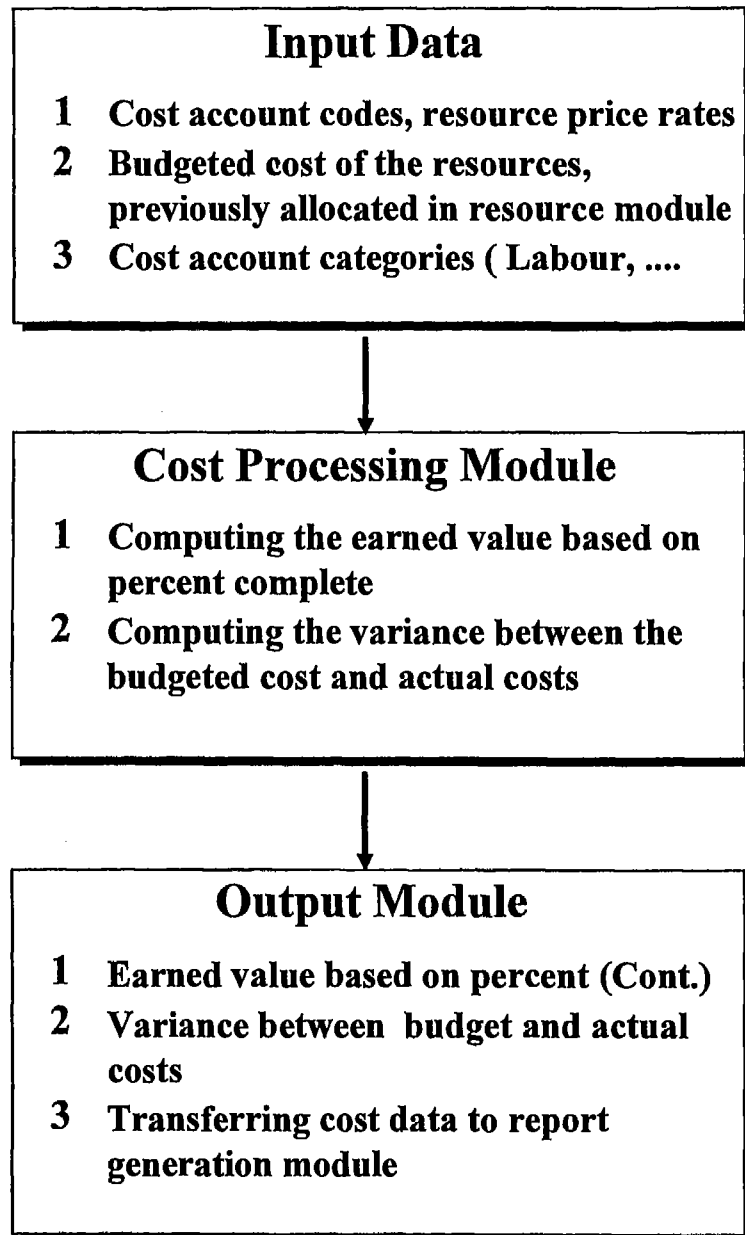 Input Data
1 Cost account codes, resource price rates
2 Budgeted cost of the resources,
previously allocated in resource module
3 Cost account categories ( Labour, ....
Cost Processing Module
1 Computing the earned value based on
percent complete
2 Computing the variance between the
budgeted cost and actual costs
Output Module
1 Earned value based on percent (Cont.)
2 Variance between budget and actual
costs
3 Transferring cost data to report
generation module